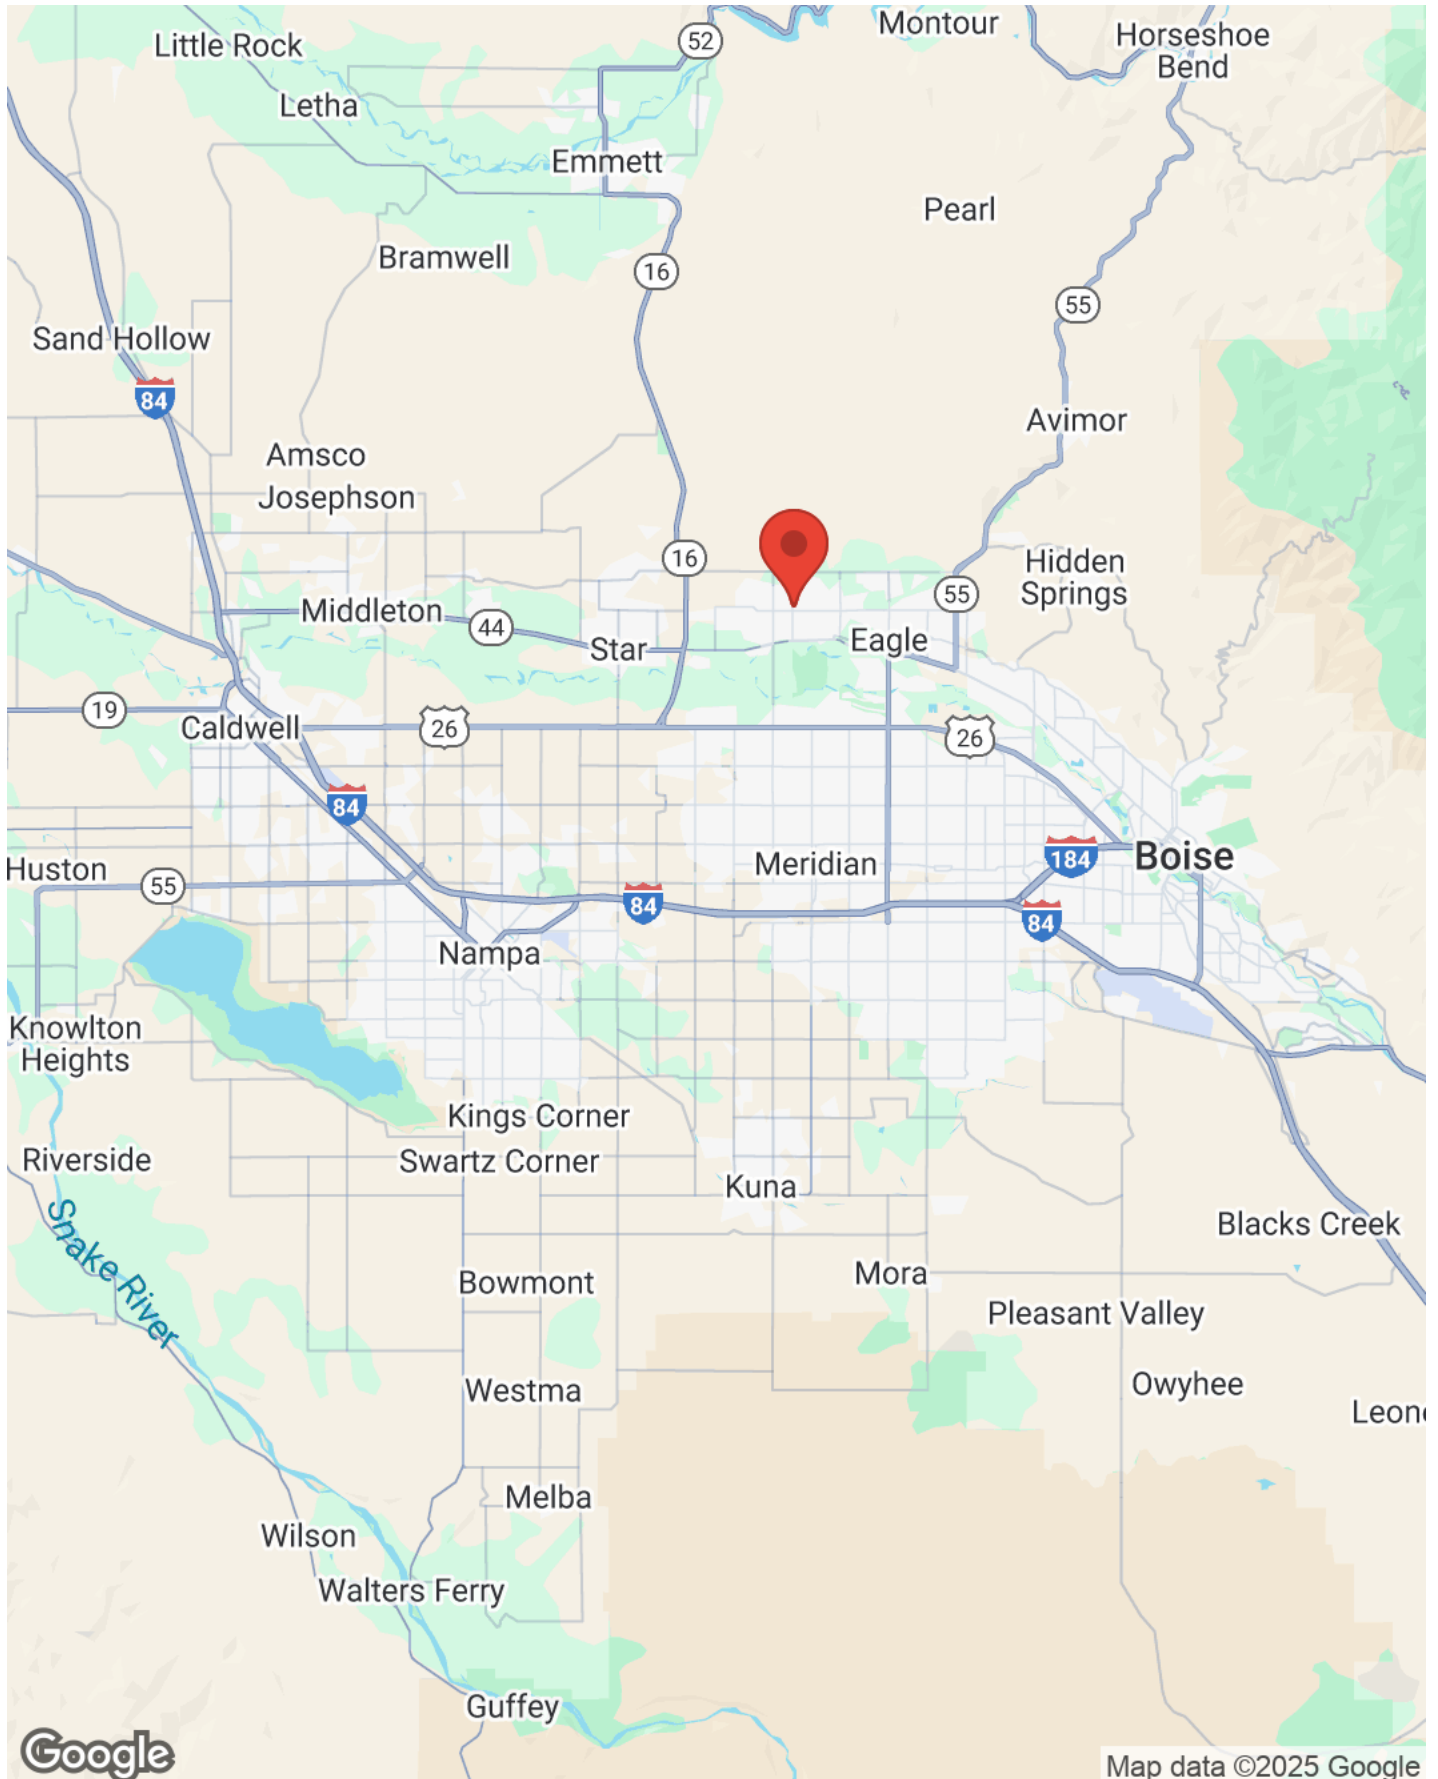 Montour
Little Rock
52
Horseshoe
Bend
Letha
Emmett
Pearl
Bramwell
16
55
Sand Hollow
84
Avimor
Amsco
Josephson
16
Hidden
Springs
55
Middleton
44
Star
Eagle
19
Caldwell
26
26
84
Huston
55
Meridian
184
Boise
84
84
Nampa
Knowlton
Heights
Kings Corner
Riverside
Swartz Corner
Kuna
Snake River
Blacks Creek
Bowmont
Mora
Pleasant Valley
Westma
Owyhee
Melba
Wilson
Walters Ferry
Guffey
Google
Map data ©2025 Google